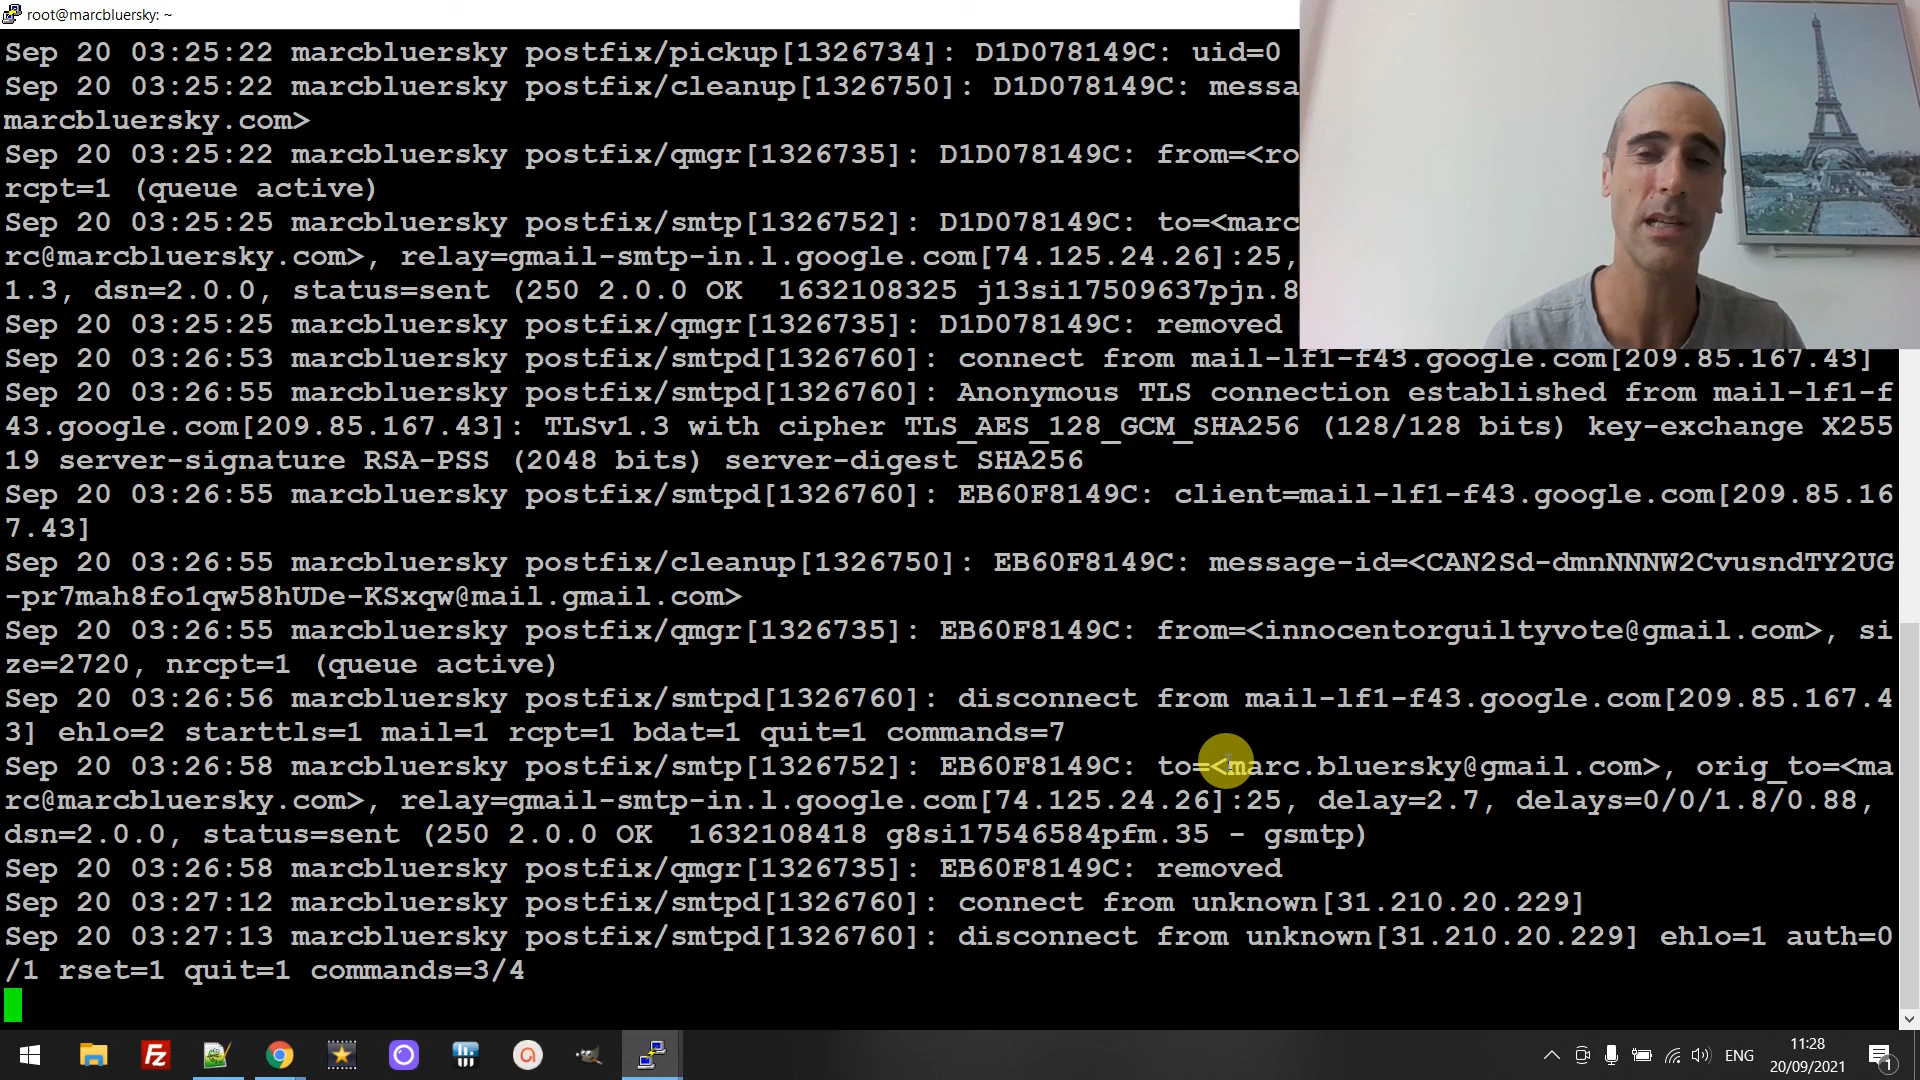 root@marcbluersky: ~
Sep 20 03:25:22 marcbluersky postfix/pickup[1326734]: D1D078149C: uid=0
Sep 20 03:25:22 marcbluersky postfix/cleanup[1326750]: D1D078149C: messa
marcbluersky.com>
Sep 20 03:25:22 marcbluersky postfix/qmgr[1326735]: D1D078149C: from=<ro
rcpt=1 (queue active)
Sep 20 03:25:25 marcbluersky postfix/smtp[1326752]: D1D078149C: to=<marc
rc@marcbluersky.com>, relay=gmail-smtp-in.l.google.com[74.125.24.26]:25,
1.3, dsn=2.0.0, status=sent (250 2.0.0 OK  1632108325 j13si17509637pjn.8
Sep 20 03:25:25 marcbluersky postfix/qmgr[1326735]: D1D078149C: removed
Sep 20 03:26:53 marcbluersky postfix/smtpd[1326760]: connect from mail-lf1-f43.google.com[209.85.167.43]
Sep 20 03:26:55 marcbluersky postfix/smtpd[1326760]: Anonymous TLS connection established from mail-lf1-f
43.google.com[209.85.167.43]: TLSv1.3 with cipher TLS_AES_128_GCM_SHA256 (128/128 bits) key-exchange X255
19 server-signature RSA-PSS (2048 bits) server-digest SHA256
Sep 20 03:26:55 marcbluersky postfix/smtpd[1326760]: EB60F8149C: client=mail-lf1-f43.google.com[209.85.16
7.43]
Sep 20 03:26:55 marcbluersky postfix/cleanup[1326750]: EB60F8149C: message-id=<CAN2Sd-dmnNNNW2CvusndTY2UG
-pr7mah8fo1qw58hUDe-KSxqw@mail.gmail.com>
Sep 20 03:26:55 marcbluersky postfix/qmgr[1326735]: EB60F8149C: from=<innocentorguiltyvote@gmail.com>, si
ze=2720, nrcpt=1 (queue active)
Sep 20 03:26:56 marcbluersky postfix/smtpd[1326760]: disconnect from mail-lf1-f43.google.com[209.85.167.4
3] ehlo=2 starttls=1 mail=1 rcpt=1 bdat=1 quit=1 commands=7
Sep 20 03:26:58 marcbluersky postfix/smtp[1326752]: EB60F8149C: to=<marc.bluersky@gmail.com>, orig_to=<ma
rc@marcbluersky.com>, relay=gmail-smtp-in.l.google.com[74.125.24.26]:25, delay=2.7, delays=0/0/1.8/0.88,
dsn=2.0.0, status=sent (250 2.0.0 OK  1632108418 g8si17546584pfm.35 - gsmtp)
Sep 20 03:26:58 marcbluersky postfix/qmgr[1326735]: EB60F8149C: removed
Sep 20 03:27:12 marcbluersky postfix/smtpd[1326760]: connect from unknown[31.210.20.229]
Sep 20 03:27:13 marcbluersky postfix/smtpd[1326760]: disconnect from unknown[31.210.20.229] ehlo=1 auth=0
/1 rset=1 quit=1 commands=3/4
ENG
11:28
20/09/2021
1